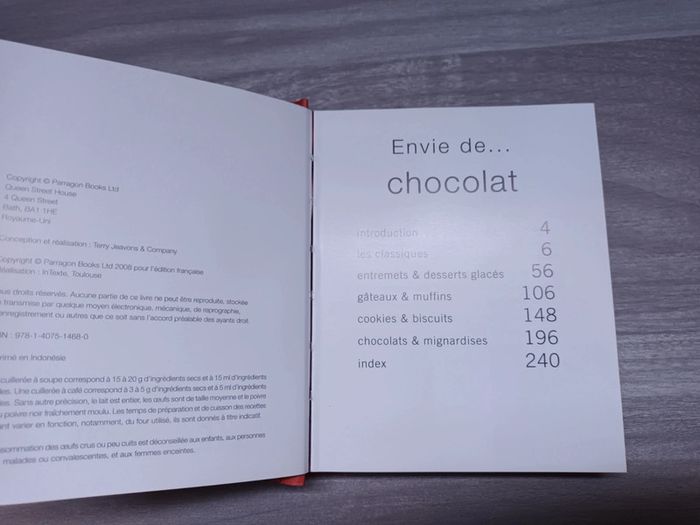 Copyright © Parragon Books Ltd
Queen Street House
4 Queen Street
Bath, BA1 1HE
Royaume-Uni
Conception et réalisation : Terry Jeavons & Company
Copyright © Parragon Books Ltd 2008 pour l'édition française
Réalisation : InTexte, Toulouse
ous droits réservés. Aucune partie de ce livre ne peut être reproduite, stockée
transmise par quelque moyen électronique, mécanique, de reprographie,
enregistrement ou autres que ce soit sans l'accord préalable des ayants droit.
BN : 978-1-4075-1468-0
rimé en Indonésie
cuillerée à soupe correspond à 15 à 20 g d'ingrédients secs et à 15 ml d'ingrédients
des. Une cuillerée à café correspond à 3 à 5 g d'ingrédients secs et à 5 ml d'ingrédients
des. Sans autre précision, le lait est entier, les œufs sont de taille moyenne et le poivre
u poivre noir fraîchement moulu. Les temps de préparation et de cuisson des recettes
nt varier en fonction, notamment, du four utilisé, ils sont donnés à titre indicatif.
sommation des œufs crus ou peu cuits est déconseillée aux enfants, aux personnes
malades ou convalescentes, et aux femmes enceintes.
Envie de...
chocolat
introduction 4
les classiques 6
entremets & desserts glacés 56
gâteaux & muffins 106
cookies & biscuits 148
chocolats & mignardises 196
index 240